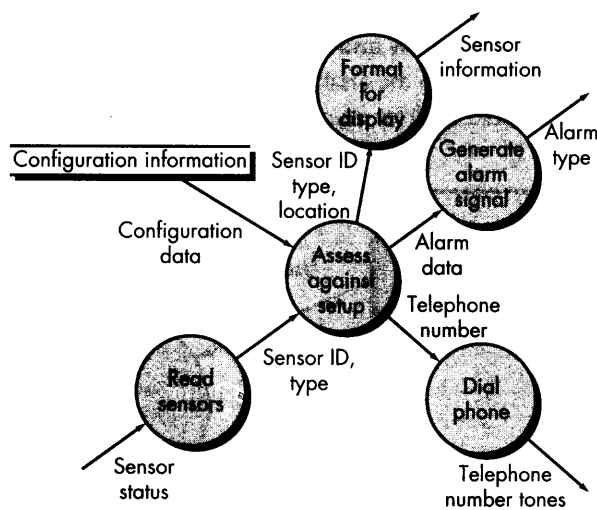 Format
for
display
Sensor
information
Generate
alarm
signal
Alarm
type
Configuration information
Sensor ID
type,
location
Configuration
data
Assess
against
setup
Alarm
data
Telephone
number
Read
sensors
Sensor ID,
type
Dial
phone
Sensor
status
Telephone
number tones